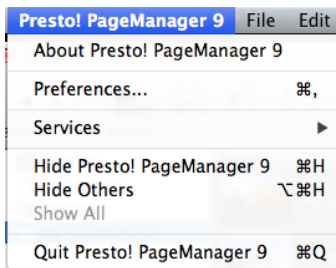 Presto! PageManager 9 File Edit
About Presto! PageManager 9
Preferences... ⌘,
Services ▶
Hide Presto! PageManager 9 ⌘H
Hide Others ⌥⌘H
Show All
Quit Presto! PageManager 9 ⌘Q